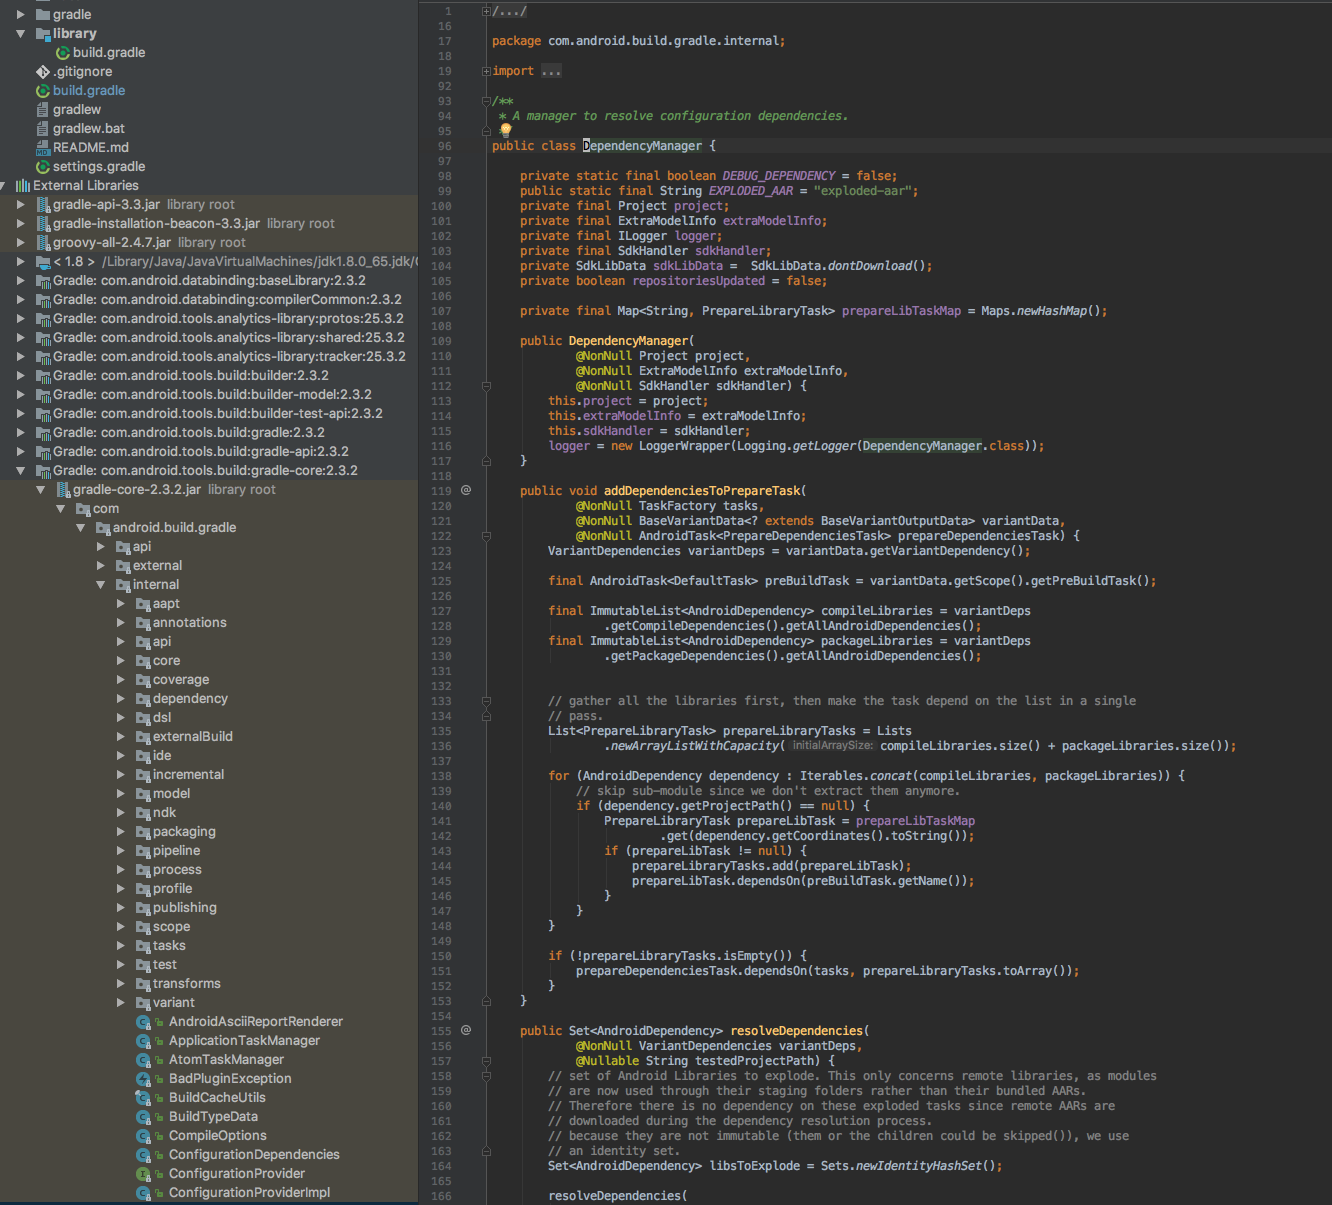 gradle
library
build.gradle
.gitignore
build.gradle
gradlew
gradlew.bat
README.md
settings.gradle
External Libraries
gradle-api-3.3.jar library root
gradle-installation-beacon-3.3.jar library root
groovy-all-2.4.7.jar library root
< 1.8 > /Library/Java/JavaVirtualMachines/jdk1.8.0_65.jdk/
Gradle: com.android.databinding:baseLibrary:2.3.2
Gradle: com.android.databinding:compilerCommon:2.3.2
Gradle: com.android.tools.analytics-library:protos:25.3.2
Gradle: com.android.tools.analytics-library:shared:25.3.2
Gradle: com.android.tools.analytics-library:tracker:25.3.2
Gradle: com.android.tools.build:builder:2.3.2
Gradle: com.android.tools.build:builder-model:2.3.2
Gradle: com.android.tools.build:builder-test-api:2.3.2
Gradle: com.android.tools.build:gradle:2.3.2
Gradle: com.android.tools.build:gradle-api:2.3.2
Gradle: com.android.tools.build:gradle-core:2.3.2
gradle-core-2.3.2.jar library root
com
android.build.gradle
api
external
internal
aapt
annotations
api
core
coverage
dependency
dsl
externalBuild
ide
incremental
model
ndk
packaging
pipeline
process
profile
publishing
scope
tasks
test
transforms
variant
AndroidAsciiReportRenderer
ApplicationTaskManager
AtomTaskManager
BadPluginException
BuildCacheUtils
BuildTypeData
CompileOptions
ConfigurationDependencies
ConfigurationProvider
ConfigurationProviderImpl
1 /.../
16
17 package com.android.build.gradle.internal;
18
19 import ...
92
93 /**
94 * A manager to resolve configuration dependencies.
95
96 public class DependencyManager {
97
98 private static final boolean DEBUG_DEPENDENCY = false;
99 public static final String EXPLODED_AAR = "exploded-aar";
100 private final Project project;
101 private final ExtraModelInfo extraModelInfo;
102 private final ILogger logger;
103 private final SdkHandler sdkHandler;
104 private SdkLibData sdkLibData = SdkLibData.dontDownload();
105 private boolean repositoriesUpdated = false;
106
107 private final Map<String, PrepareLibraryTask> prepareLibTaskMap = Maps.newHashMap();
108
109 public DependencyManager(
110 @NonNull Project project,
111 @NonNull ExtraModelInfo extraModelInfo,
112 @NonNull SdkHandler sdkHandler) {
113 this.project = project;
114 this.extraModelInfo = extraModelInfo;
115 this.sdkHandler = sdkHandler;
116 logger = new LoggerWrapper(Logging.getLogger(DependencyManager.class));
117 }
118
119 @ public void addDependenciesToPrepareTask(
120 @NonNull TaskFactory tasks,
121 @NonNull BaseVariantData<? extends BaseVariantOutputData> variantData,
122 @NonNull AndroidTask<PrepareDependenciesTask> prepareDependenciesTask) {
123 VariantDependencies variantDeps = variantData.getVariantDependency();
124
125 final AndroidTask<DefaultTask> preBuildTask = variantData.getScope().getPreBuildTask();
126
127 final ImmutableList<AndroidDependency> compileLibraries = variantDeps
128 .getCompileDependencies().getAllAndroidDependencies();
129 final ImmutableList<AndroidDependency> packageLibraries = variantDeps
130 .getPackageDependencies().getAllAndroidDependencies();
131
132
133 // gather all the libraries first, then make the task depend on the list in a single
134 // pass.
135 List<PrepareLibraryTask> prepareLibraryTasks = Lists
136 .newArrayListWithCapacity( initialArraySize: compileLibraries.size() + packageLibraries.size());
137
138 for (AndroidDependency dependency : Iterables.concat(compileLibraries, packageLibraries)) {
139 // skip sub-module since we don't extract them anymore.
140 if (dependency.getProjectPath() == null) {
141 PrepareLibraryTask prepareLibTask = prepareLibTaskMap
142 .get(dependency.getCoordinates().toString());
143 if (prepareLibTask != null) {
144 prepareLibraryTasks.add(prepareLibTask);
145 prepareLibTask.dependsOn(preBuildTask.getName());
146 }
147 }
148 }
149
150 if (!prepareLibraryTasks.isEmpty()) {
151 prepareDependenciesTask.dependsOn(tasks, prepareLibraryTasks.toArray());
152 }
153 }
154
155 @ public Set<AndroidDependency> resolveDependencies(
156 @NonNull VariantDependencies variantDeps,
157 @Nullable String testedProjectPath) {
158 // set of Android Libraries to explode. This only concerns remote libraries, as modules
159 // are now used through their staging folders rather than their bundled AARs.
160 // Therefore there is no dependency on these exploded tasks since remote AARs are
161 // downloaded during the dependency resolution process.
162 // because they are not immutable (them or the children could be skipped()), we use
163 // an identity set.
164 Set<AndroidDependency> libsToExplode = Sets.newIdentityHashSet();
165
166 resolveDependencies(